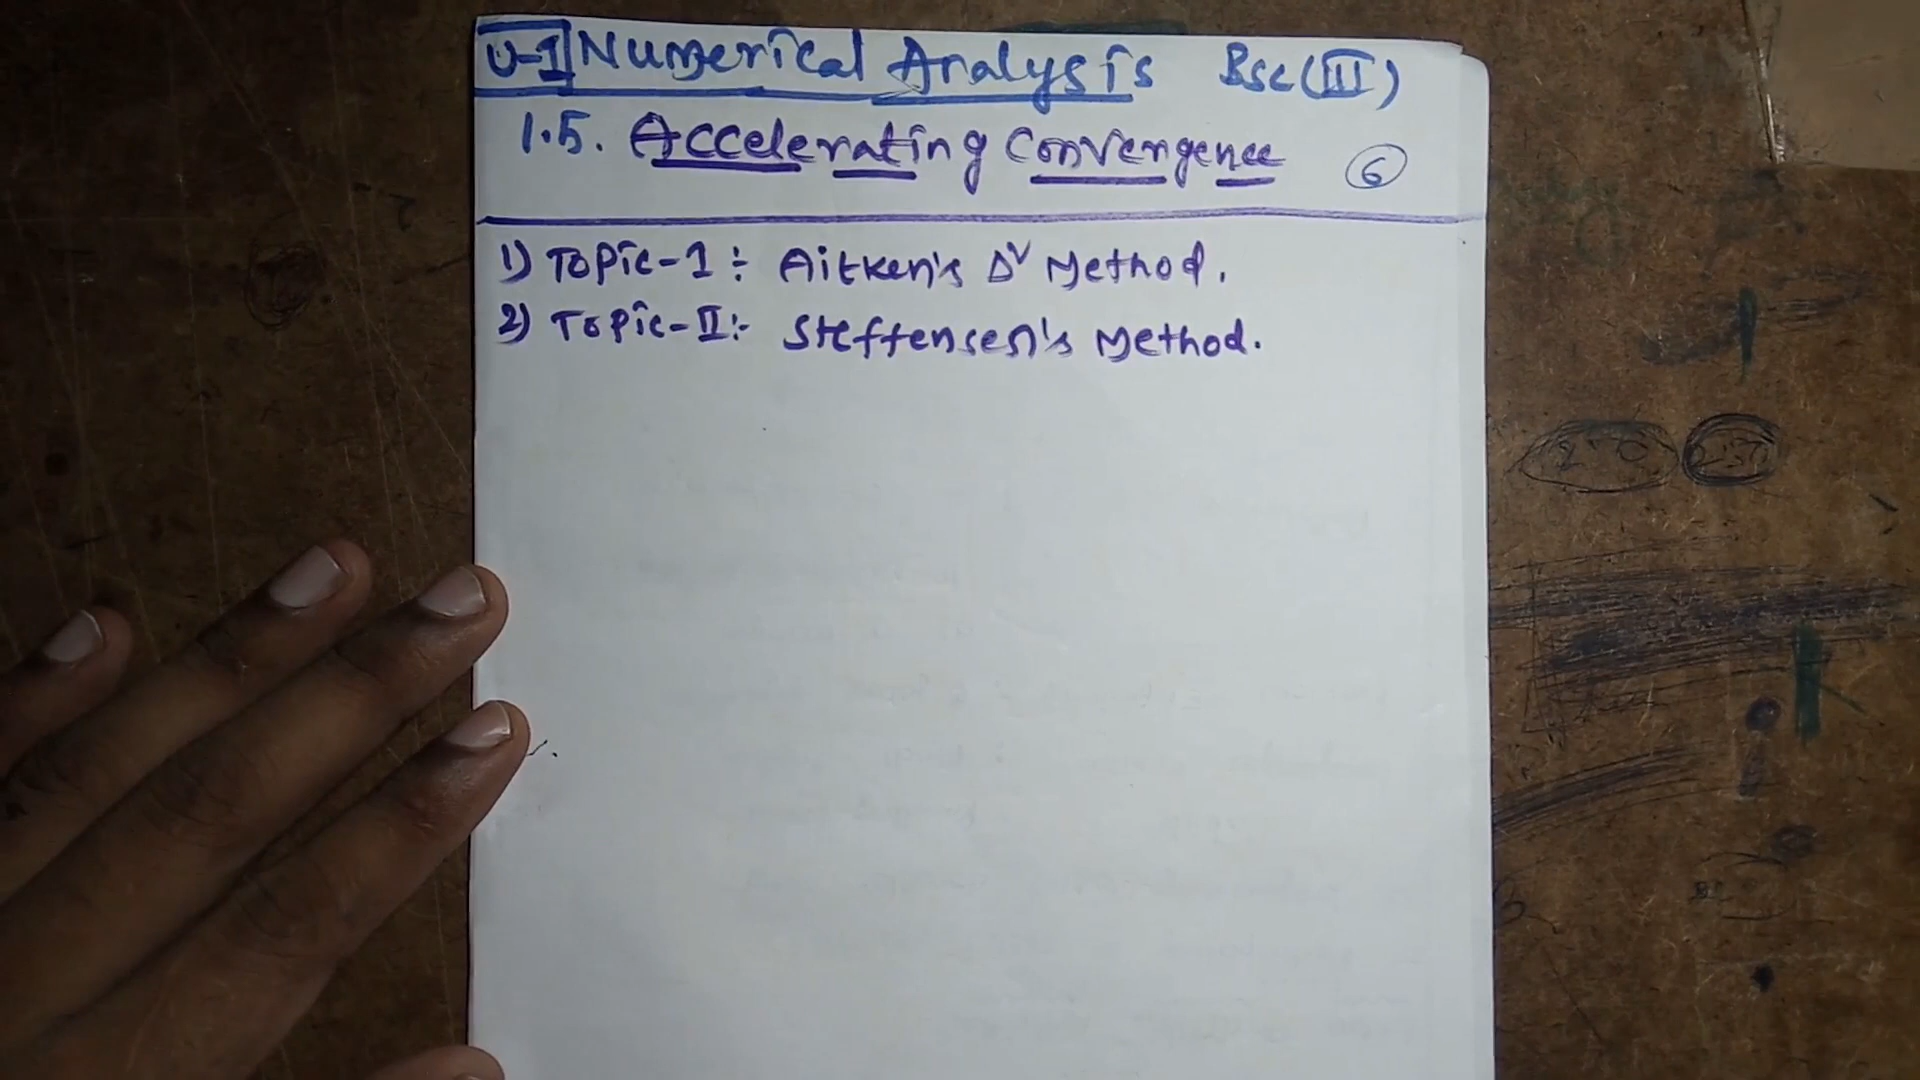 U-1 Numerical Analysis Bsc (III)
1.5. Accelerating Convergence 6
1) Topic-1 :- Aitken's Δ² Method.
2) Topic-II:- Steffensen's Method.